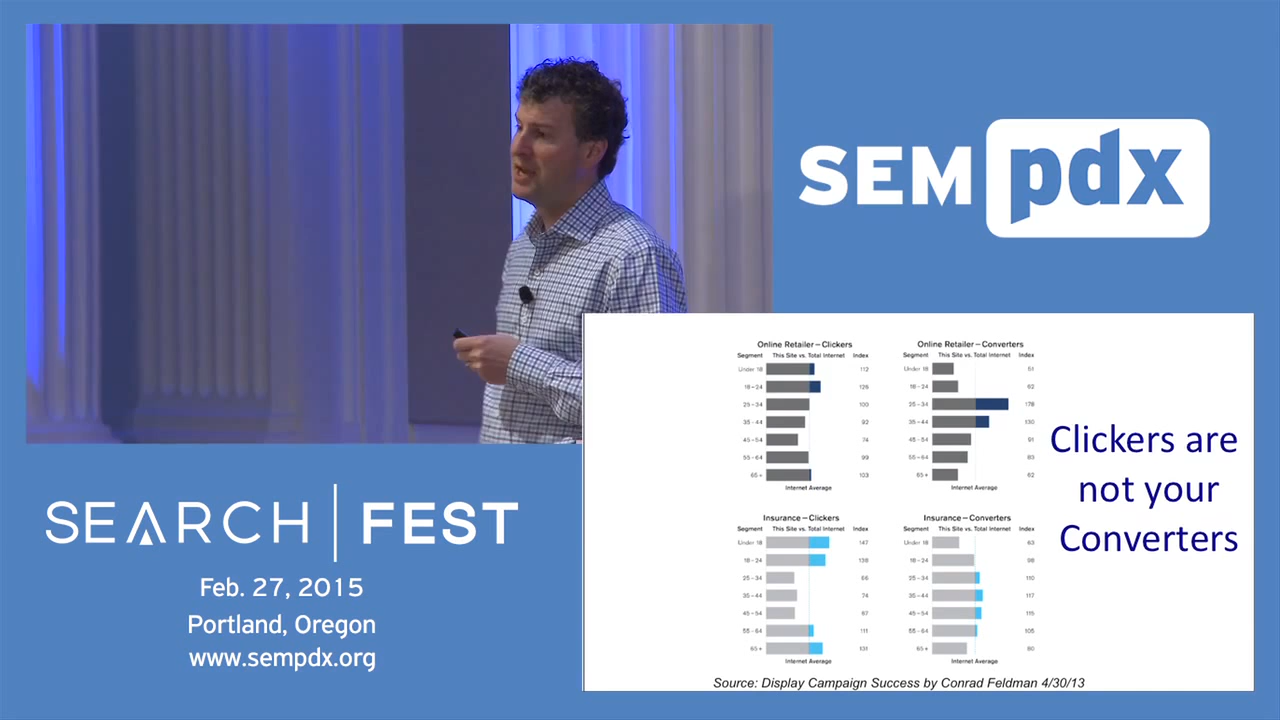 SEM pdx
SEARCH FEST
Feb. 27, 2015
Portland, Oregon
www.sempdx.org
Online Retailer – Clickers
Segment This Site vs. Total Internet Index
Under 18 112
18 – 24 126
25 – 34 100
35 - 44 92
45 – 54 74
55 – 64 99
65 + 103
Internet Average
Online Retailer – Converters
Segment This Site vs. Total Internet Index
Under 18 51
18 – 24 62
25 – 34 178
35 – 44 130
45 – 54 91
55 – 64 83
65 + 62
Internet Average
Insurance – Clickers
Segment This Site vs. Total Internet Index
Under 18 147
18 – 24 138
25 – 34 66
35 – 44 74
45 – 54 67
55 – 64 111
65 + 131
Internet Average
Insurance – Converters
Segment This Site vs. Total Internet Index
Under 18 63
18 – 24 98
25 – 34 110
35 – 44 117
45 – 54 115
55 – 64 105
65 + 80
Internet Average
Clickers are
not your
Converters
Source: Display Campaign Success by Conrad Feldman 4/30/13